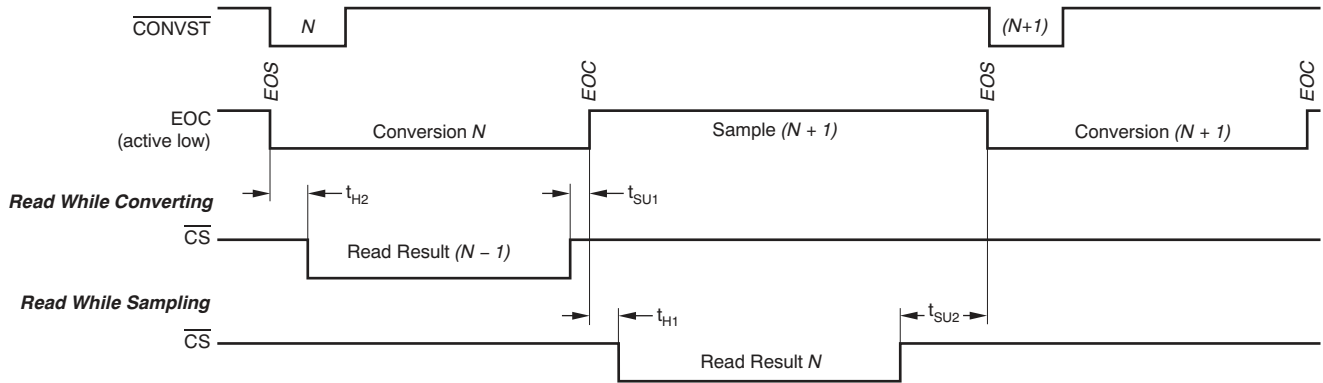 CONVST
N
(N+1)
EOS
EOC
EOS
EOC
EOC
(active low)
Conversion N
Sample (N + 1)
Conversion (N + 1)
Read While Converting
tH2
tSU1
CS
Read Result (N − 1)
Read While Sampling
tH1
tSU2
CS
Read Result N